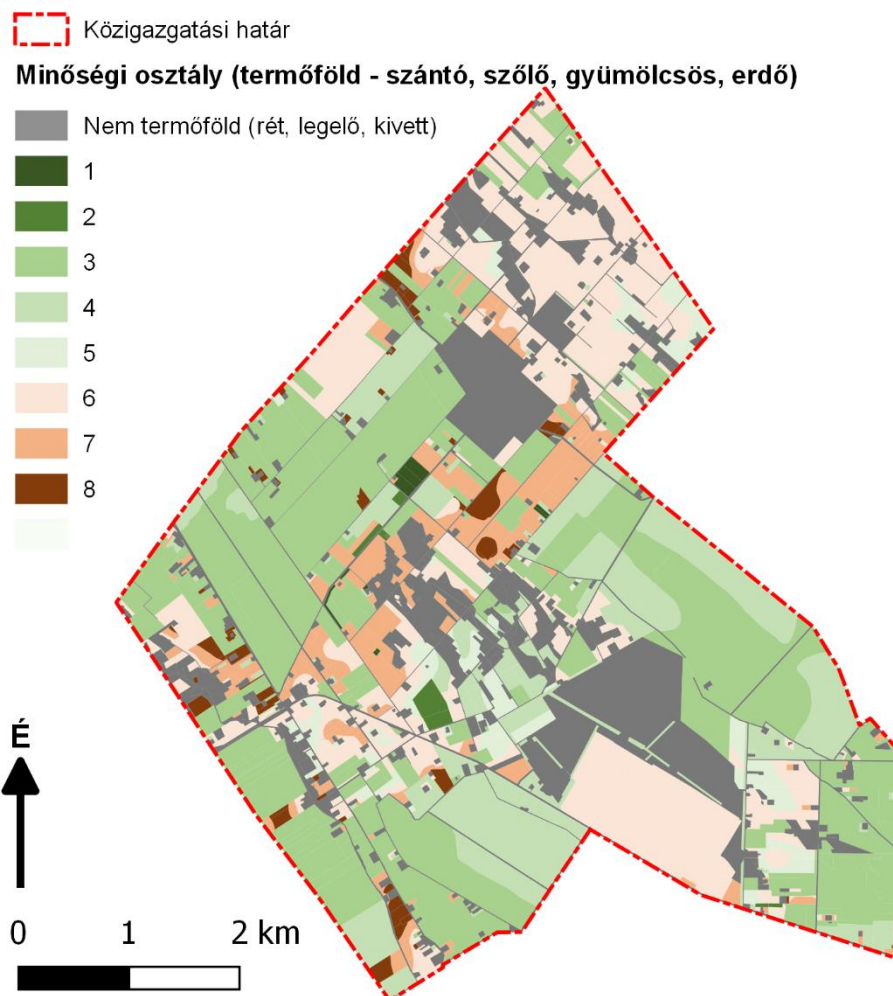 Közigazgatási határ
Minőségi osztály (termőföld - szántó, szőlő, gyümölcsös, erdő)
Nem termőföld (rét, legelő, kivett)
1
2
3
4
5
6
7
8
É
0 1 2 km